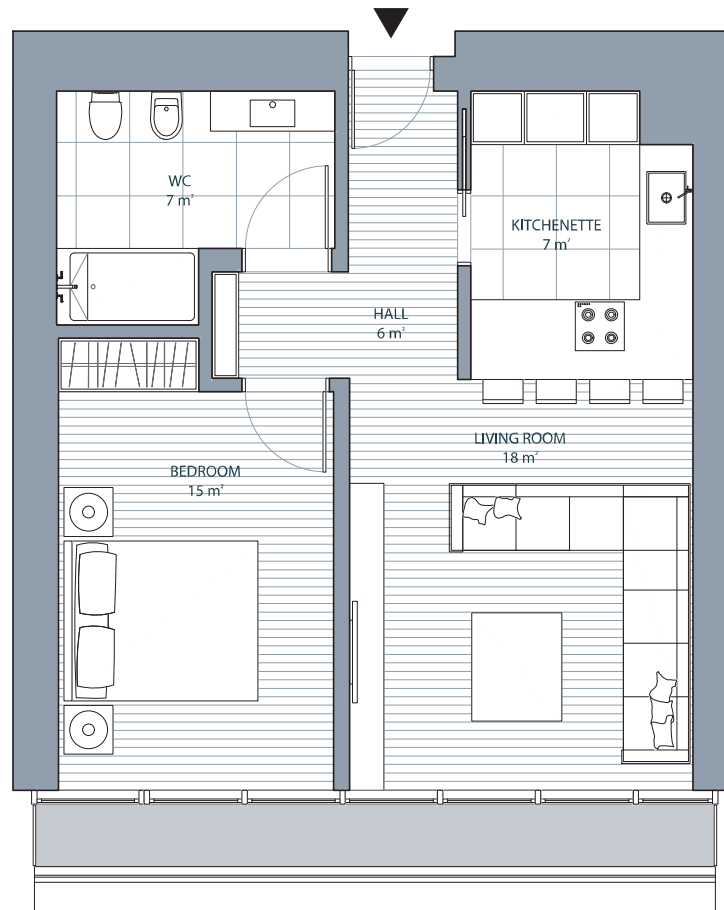 WC
7 m²
KITCHENETTE
7 m²
HALL
6 m²
LIVING ROOM
18 m²
BEDROOM
15 m²